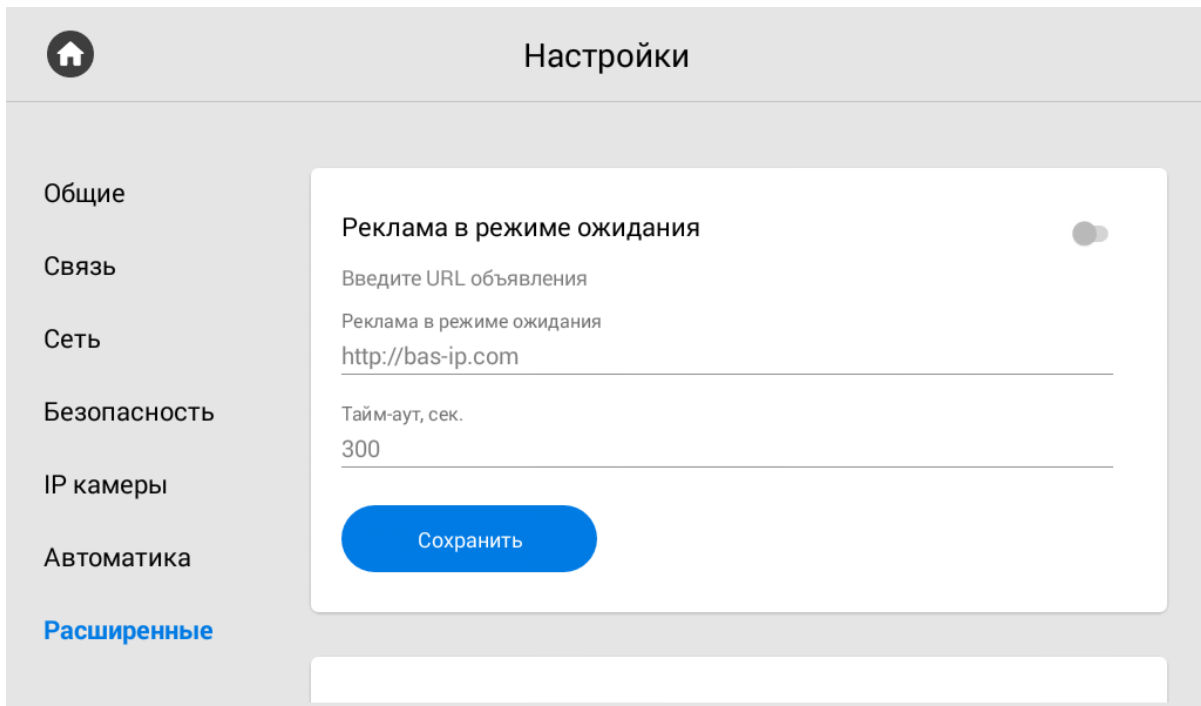 Настройки
Общие
Связь
Сеть
Безопасность
IP камеры
Автоматика
Расширенные
Реклама в режиме ожидания
Введите URL объявления
Реклама в режиме ожидания
http://bas-ip.com
Тайм-аут, сек.
300
Сохранить